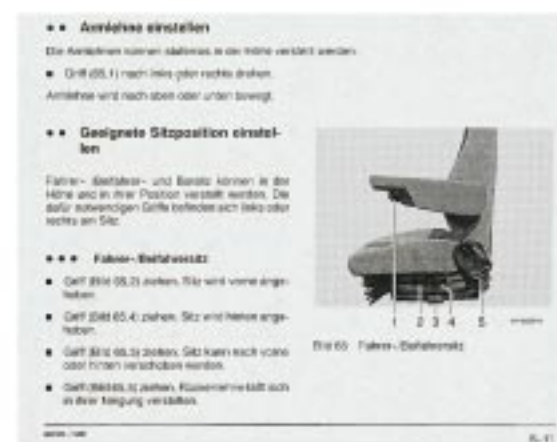 •• Armlehne einstellen
Die Armlehnen können stufenlos in der Höhe verstellt werden.
■ Griff (65,1) nach links oder rechts drehen.
Armlehne wird nach oben oder unten bewegt.
•• Geeignete Sitzposition einstel-
len
Fahrer-, Beifahrer- und Beisitz können in der
Höhe und in ihrer Position verstellt werden. Die
dafür notwendigen Griffe befinden sich links oder
rechts am Sitz.
••• Fahrer-/Beifahrersitz
■ Griff (Bild 65,2) ziehen. Sitz wird vorne ange-
hoben.
■ Griff (Bild 65,4) ziehen. Sitz wird hinten ange-
hoben.
■ Griff (Bild 65,3) ziehen. Sitz kann nach vorne
oder hinten verschoben werden.
■ Griff (Bild 65,5) ziehen. Rückenlehne läßt sich
in ihrer Neigung verstellen.
1 2 3 4 5
Bild 65 Fahrer-/Beifahrersitz